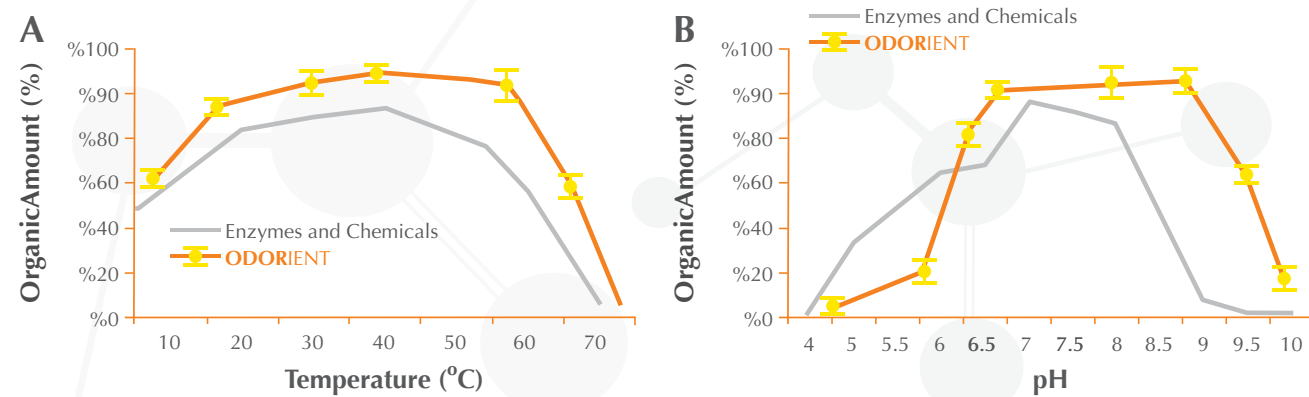 A
OrganicAmount (%)
%100
%90
%80
%60
%40
%20
%0
Enzymes and Chemicals
ODORIENT
10 20 30 40 50 60 70
Temperature (°C)
B
Enzymes and Chemicals
ODORIENT
OrganicAmount (%)
%100
%90
%80
%60
%40
%20
%0
4 5 5.5 6 6.5 7 7.5 8 8.5 9 9.5 10
pH